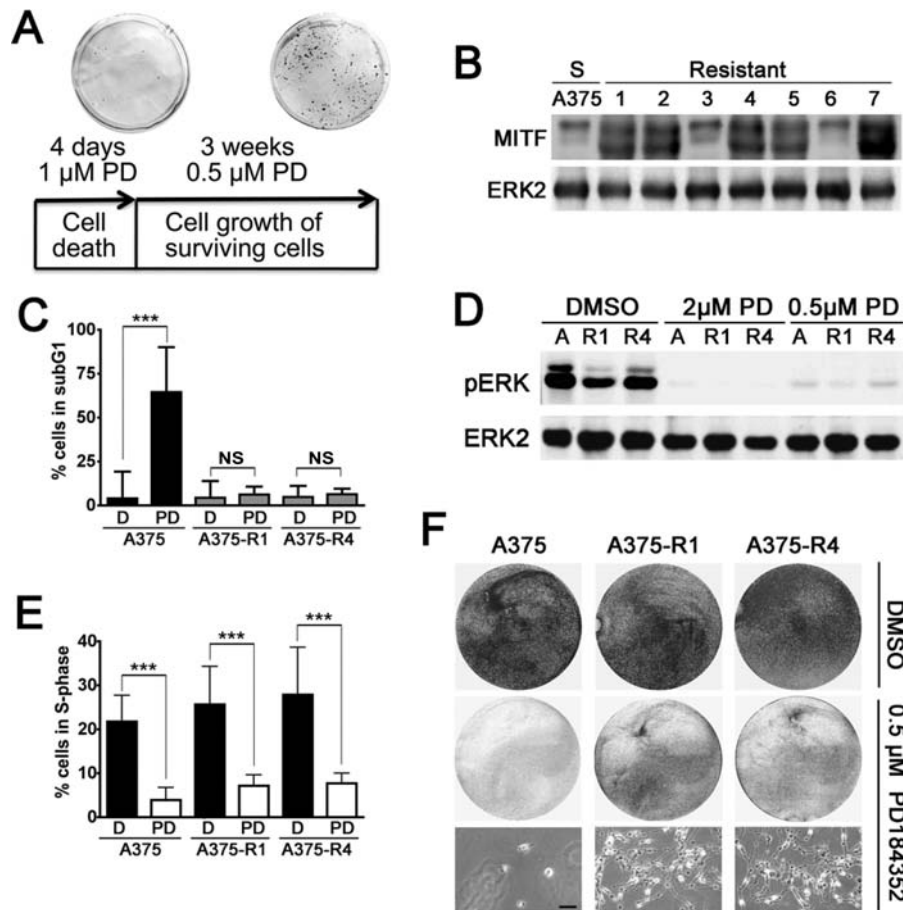 A
4 days
1 µM PD
3 weeks
0.5 µM PD
Cell
death
Cell growth of
surviving cells
B
S
Resistant
A375 1 2 3 4 5 6 7
MITF
ERK2
C
% cells in subG1
100
75
50
25
0
***
NS
NS
D PD D PD D PD
A375 A375-R1 A375-R4
D
DMSO 2µM PD 0.5µM PD
A R1 R4 A R1 R4 A R1 R4
pERK
ERK2
E
% cells in S-phase
40
30
20
10
0
***
***
***
D PD D PD D PD
A375 A375-R1 A375-R4
F
A375 A375-R1 A375-R4
DMSO
0.5 µM PD184352